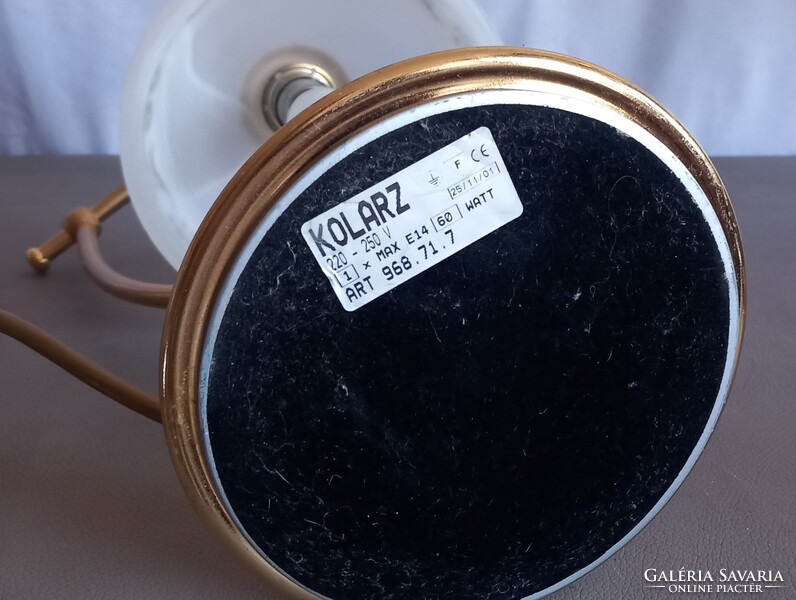 F CE
25/11/01
KOLARZ
220 - 250 V
1 x MAX E14 60 WATT
ART 968.71.7
GALÉRIA SAVARIA
ONLINE PIACTÉR